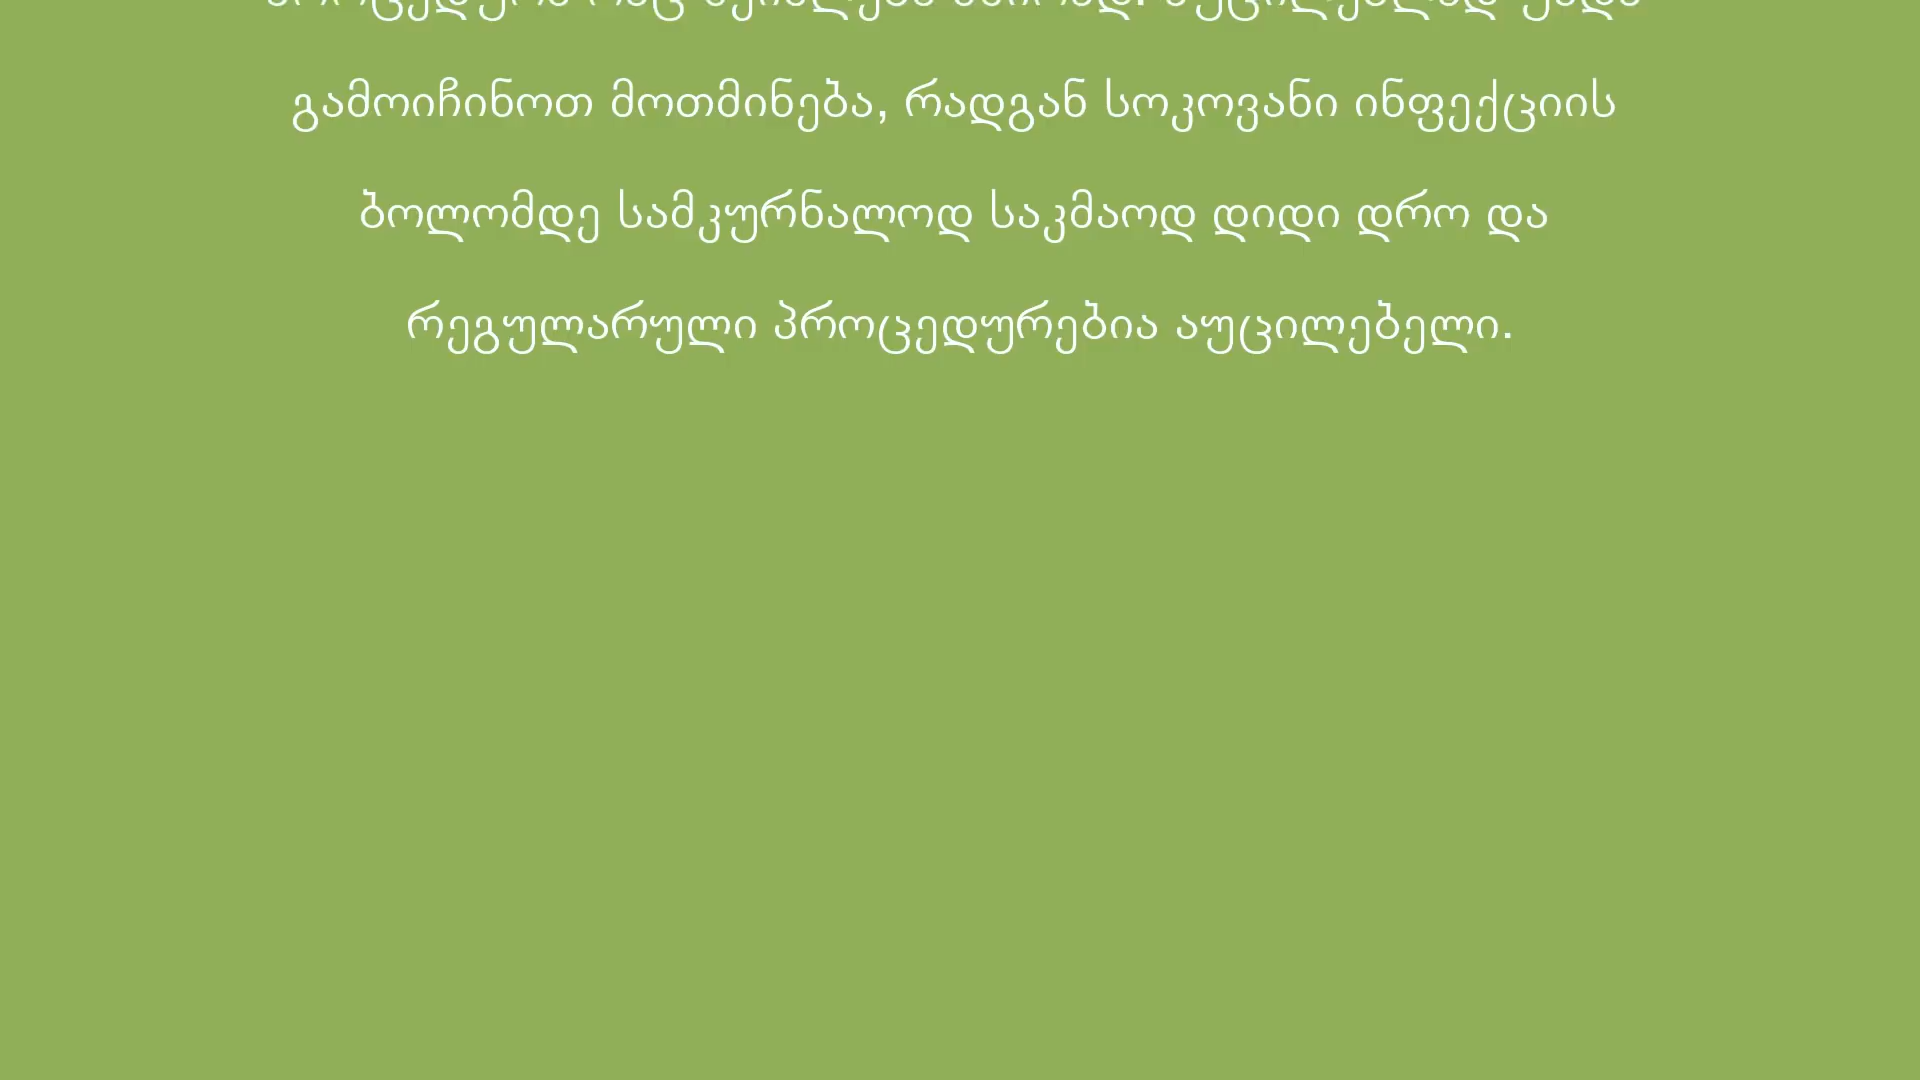 გამოიჩინოთ მოთმინება, რადგან სოკოვანი ინფექციის
ბოლომდე სამკურნალოდ საკმაოდ დიდი დრო და
რეგულარული პროცედურებია აუცილებელი.